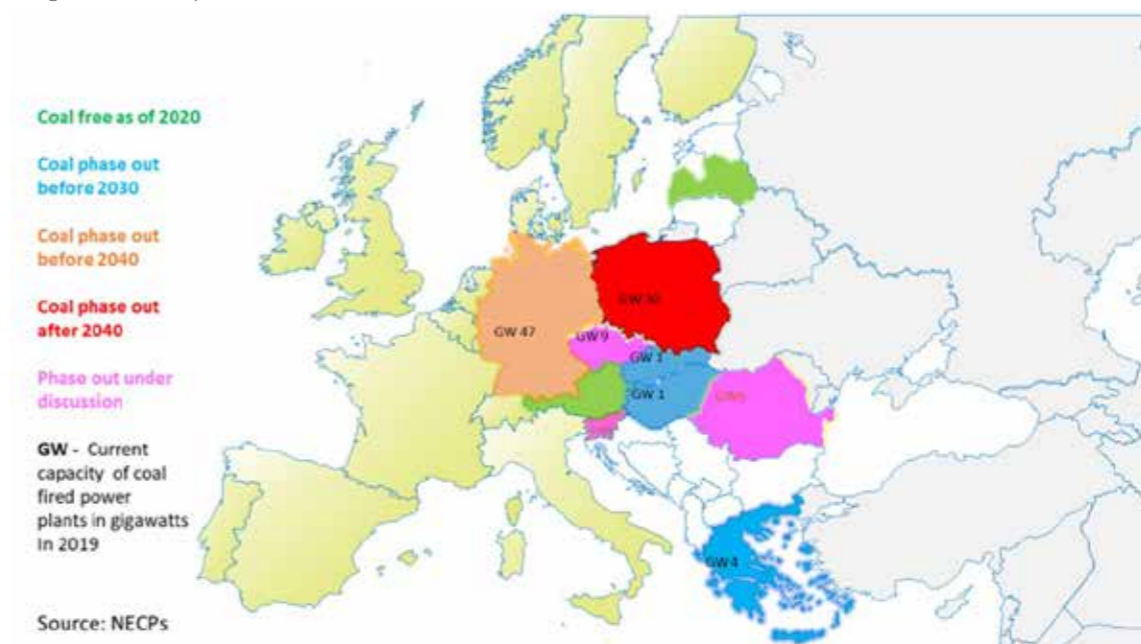 Coal free as of 2020
Coal phase out
before 2030
Coal phase out
before 2040
Coal phase out
after 2040
Phase out under
discussion
GW - Current
capacity of coal
fired power
plants in gigawatts
In 2019
Source: NECPs
GW 30
GW 47
GW 9
GW 1
GW 1
GW 4